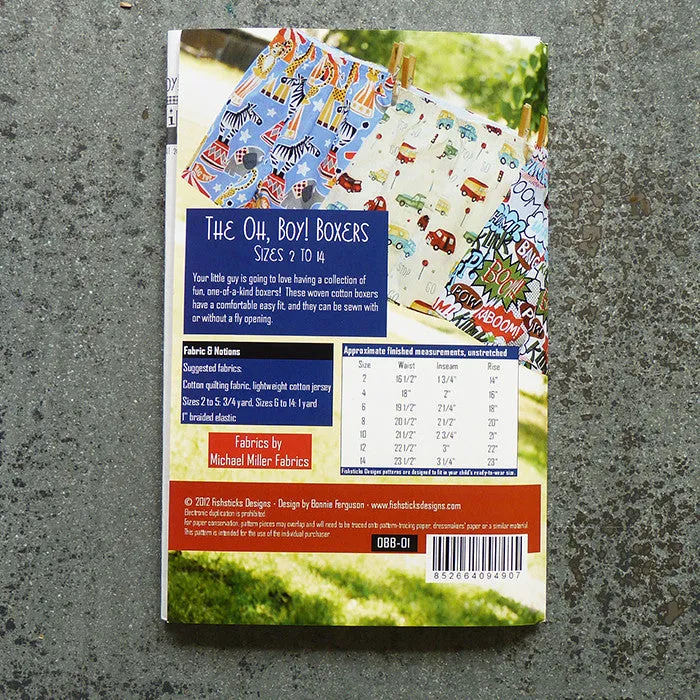 THE OH, BOY! BOXERS
SIZES 2 TO 14
Your little guy is going to love having a collection of
fun, one-of-a-kind boxers! These woven cotton boxers
have a comfortable easy fit, and they can be sewn with
or without a fly opening.
Fabric & Notions
Suggested fabrics:
Cotton quilting fabric, lightweight cotton jersey
Sizes 2 to 5: 3/4 yard. Sizes 6 to 14: 1 yard
1" braided elastic
Fabrics by
Michael Miller Fabrics
Approximate finished measurements, unstretched
Size Waist Inseam Rise
2 16 1/2" 1 3/4" 14"
4 18" 2" 16"
6 19 1/2" 2 1/4" 18"
8 20 1/2" 2 1/2" 20"
10 21 1/2" 2 3/4" 21"
12 22 1/2" 3" 22"
14 23 1/2" 3 1/4" 23"
Fishsticks Designs patterns are designed to fit in your child's ready-to-wear size.
© 2012 Fishsticks Designs - Design by Bonnie Ferguson - www.fishsticksdesigns.com
Electronic duplication is prohibited.
For paper conservation, pattern pieces may overlap and will need to be traced onto pattern-tracing paper, dressmakers' paper or a similar material.
This pattern is intended for the use of the individual purchaser.
OBB-01
852664094907
STOP
GO
POW
BOOM!
POW
KABOOM!